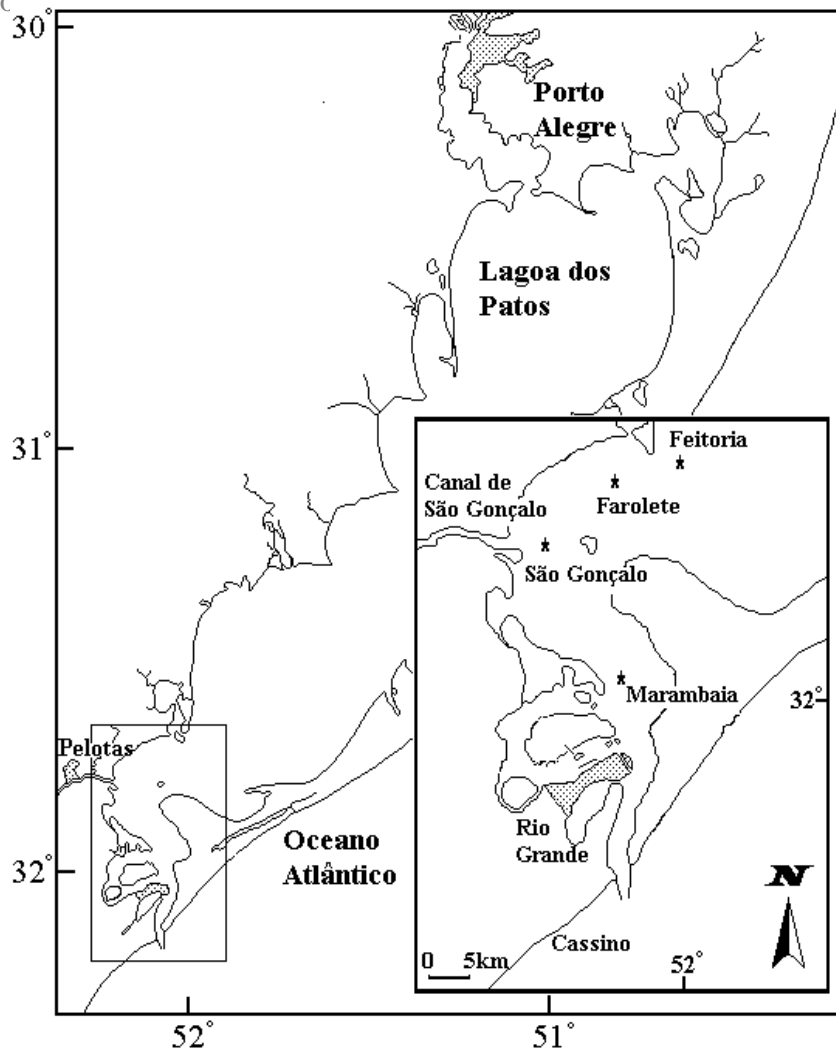 30°
Porto
Alegre
Lagoa dos
Patos
31°
Feitoria
Canal de
São Gonçalo
Farolete
São Gonçalo
Marambaia
32°
Pelotas
Rio
Grande
Oceano
Atlântico
32°
N
Cassino
0 5km
52°
52°
51°